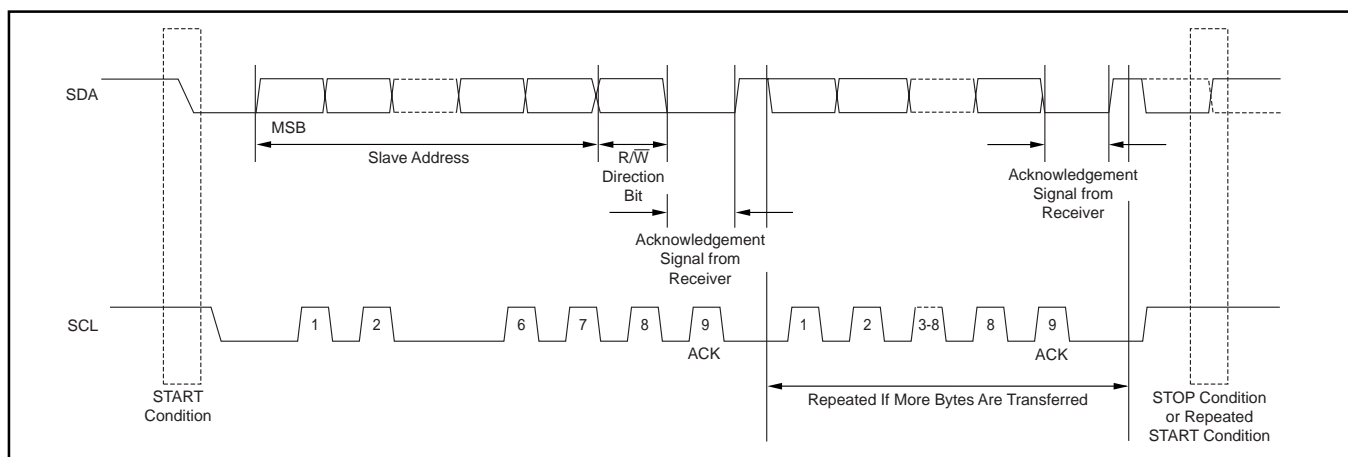 SDA
MSB
Slave Address
R/W̅
Direction
Bit
Acknowledgement
Signal from
Receiver
Acknowledgement
Signal from
Receiver
SCL
1
2
6
7
8
9
ACK
1
2
3-8
8
9
ACK
START
Condition
Repeated If More Bytes Are Transferred
STOP Condition
or Repeated
START Condition